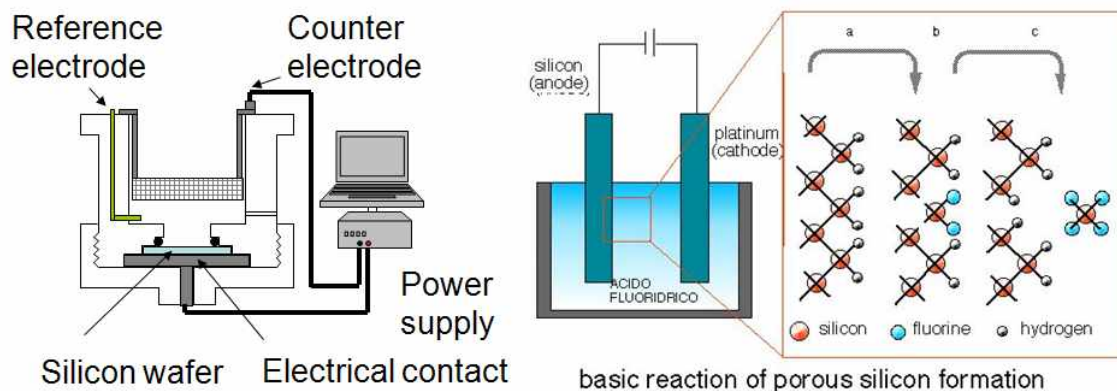 Reference
electrode
Counter
electrode
Power
supply
Silicon wafer
Electrical contact
silicon
(anode)
platinum
(cathode)
ACIDO
FLUORIDRICO
a
b
c
silicon
fluorine
hydrogen
basic reaction of porous silicon formation